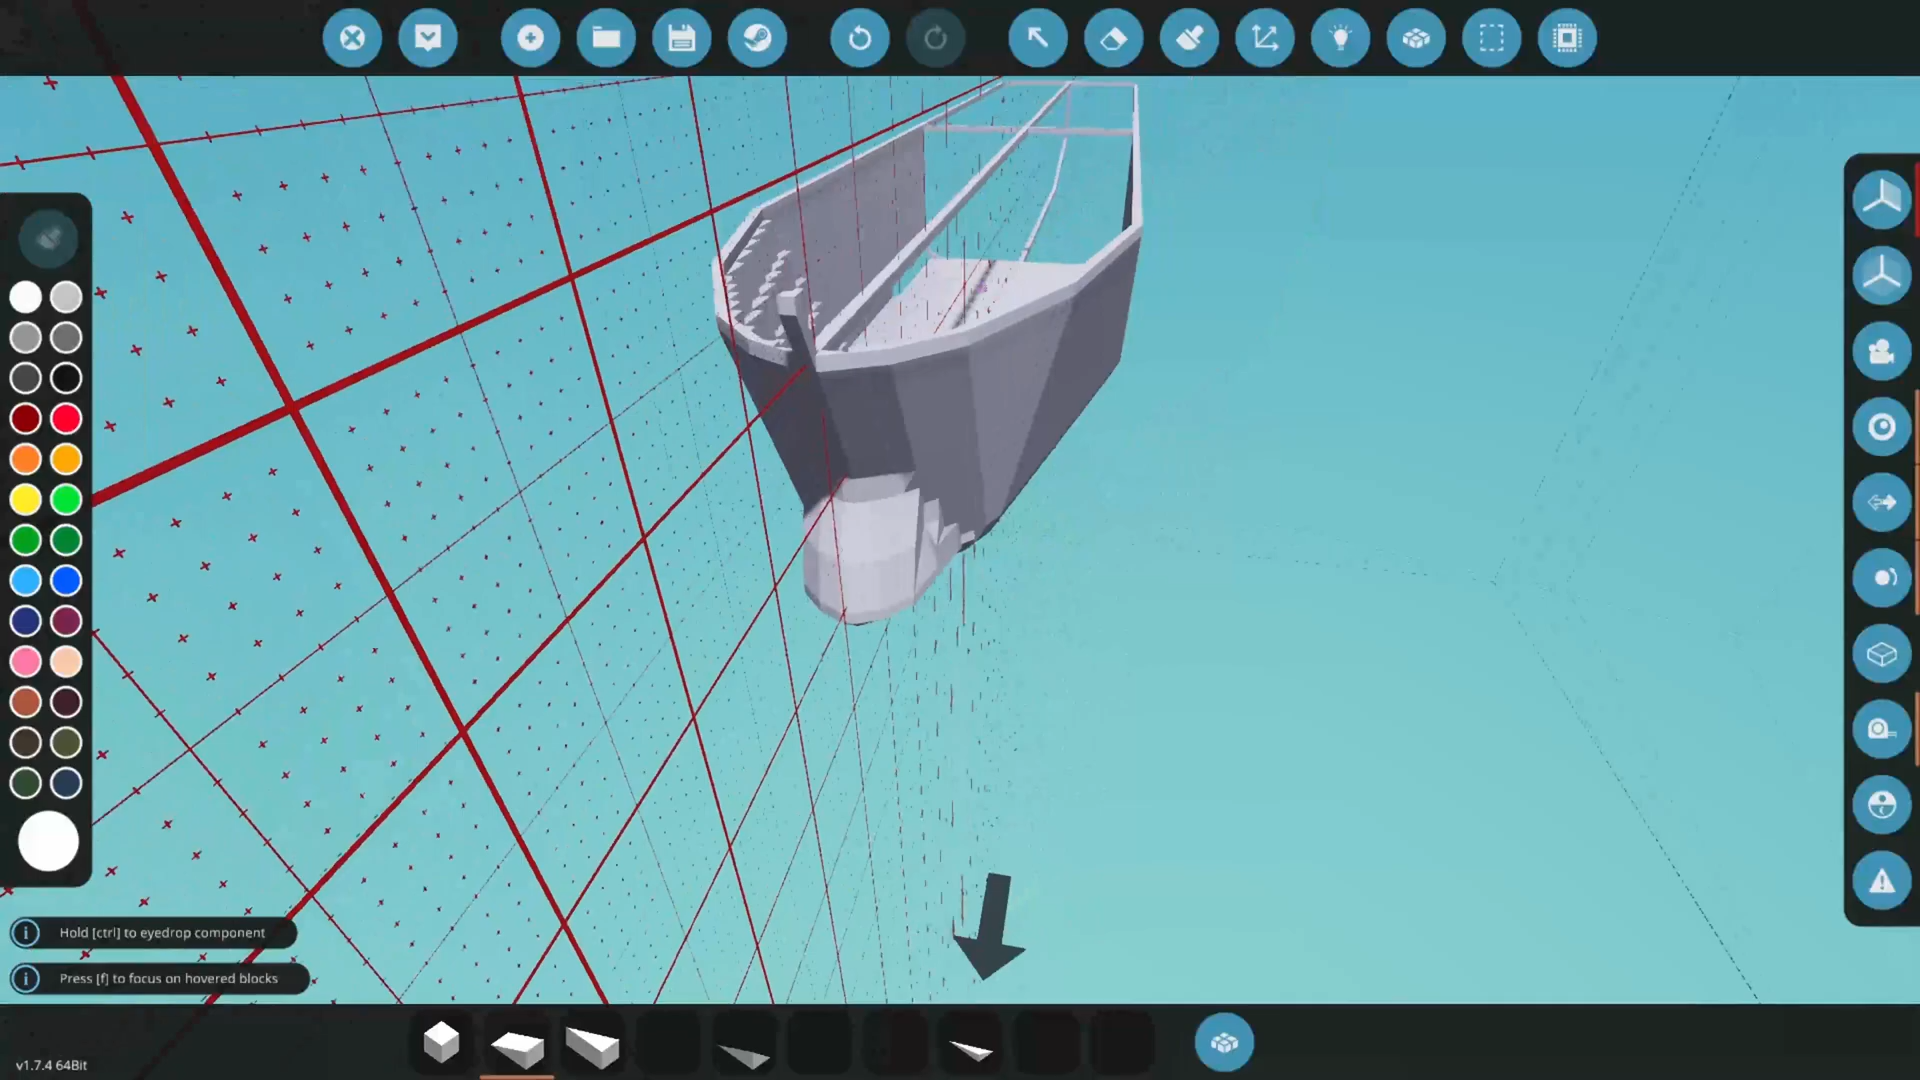 Hold [ctrl] to eyedrop component
Press [f] to focus on hovered blocks
v1.7.4 64Bit